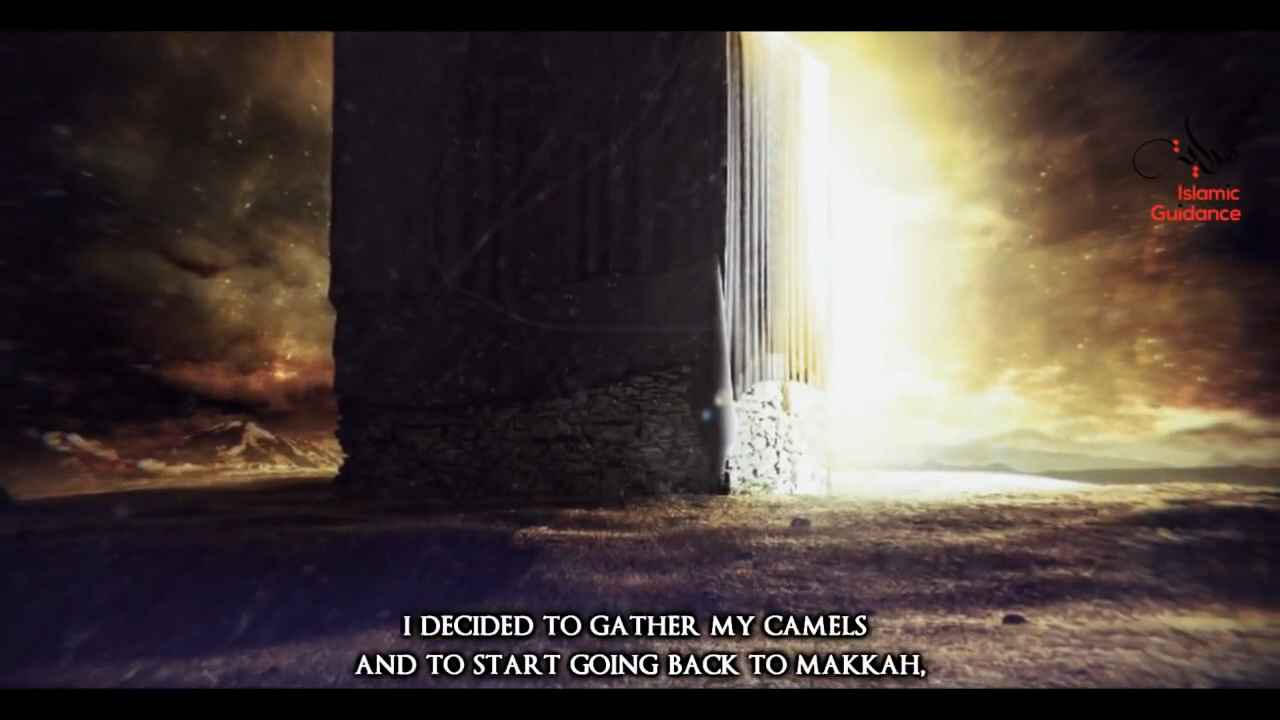 Islamic
Guidance
I DECIDED TO GATHER MY CAMELS
AND TO START GOING BACK TO MAKKAH,